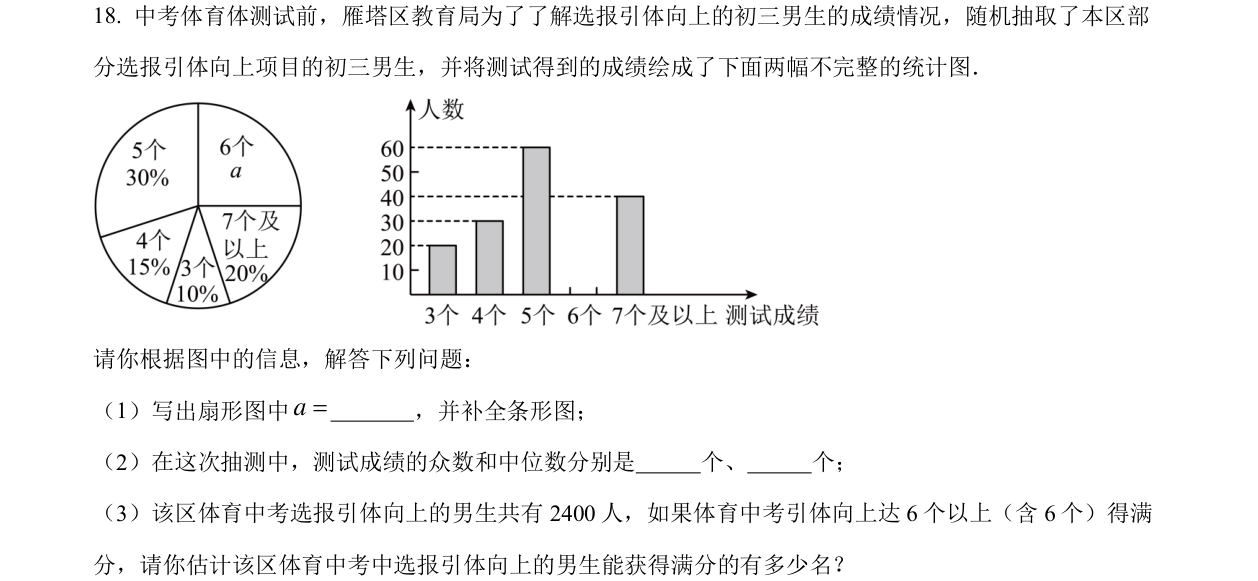 18. 中考体育体测试前，雁塔区教育局为了了解选报引体向上的初三男生的成绩情况，随机抽取了本区部
分选报引体向上项目的初三男生，并将测试得到的成绩绘成了下面两幅不完整的统计图．
5个
30%
6个
a
7个及
以上
20%
4个
15%
3个
10%
人数
60
50
40
30
20
10
3个 4个 5个 6个 7个及以上 测试成绩
请你根据图中的信息，解答下列问题：
（1）写出扇形图中 a =_______，并补全条形图；
（2）在这次抽测中，测试成绩的众数和中位数分别是______个、______个；
（3）该区体育中考选报引体向上的男生共有 2400 人，如果体育中考引体向上达 6 个以上（含 6 个）得满
分，请你估计该区体育中考中选报引体向上的男生能获得满分的有多少名？